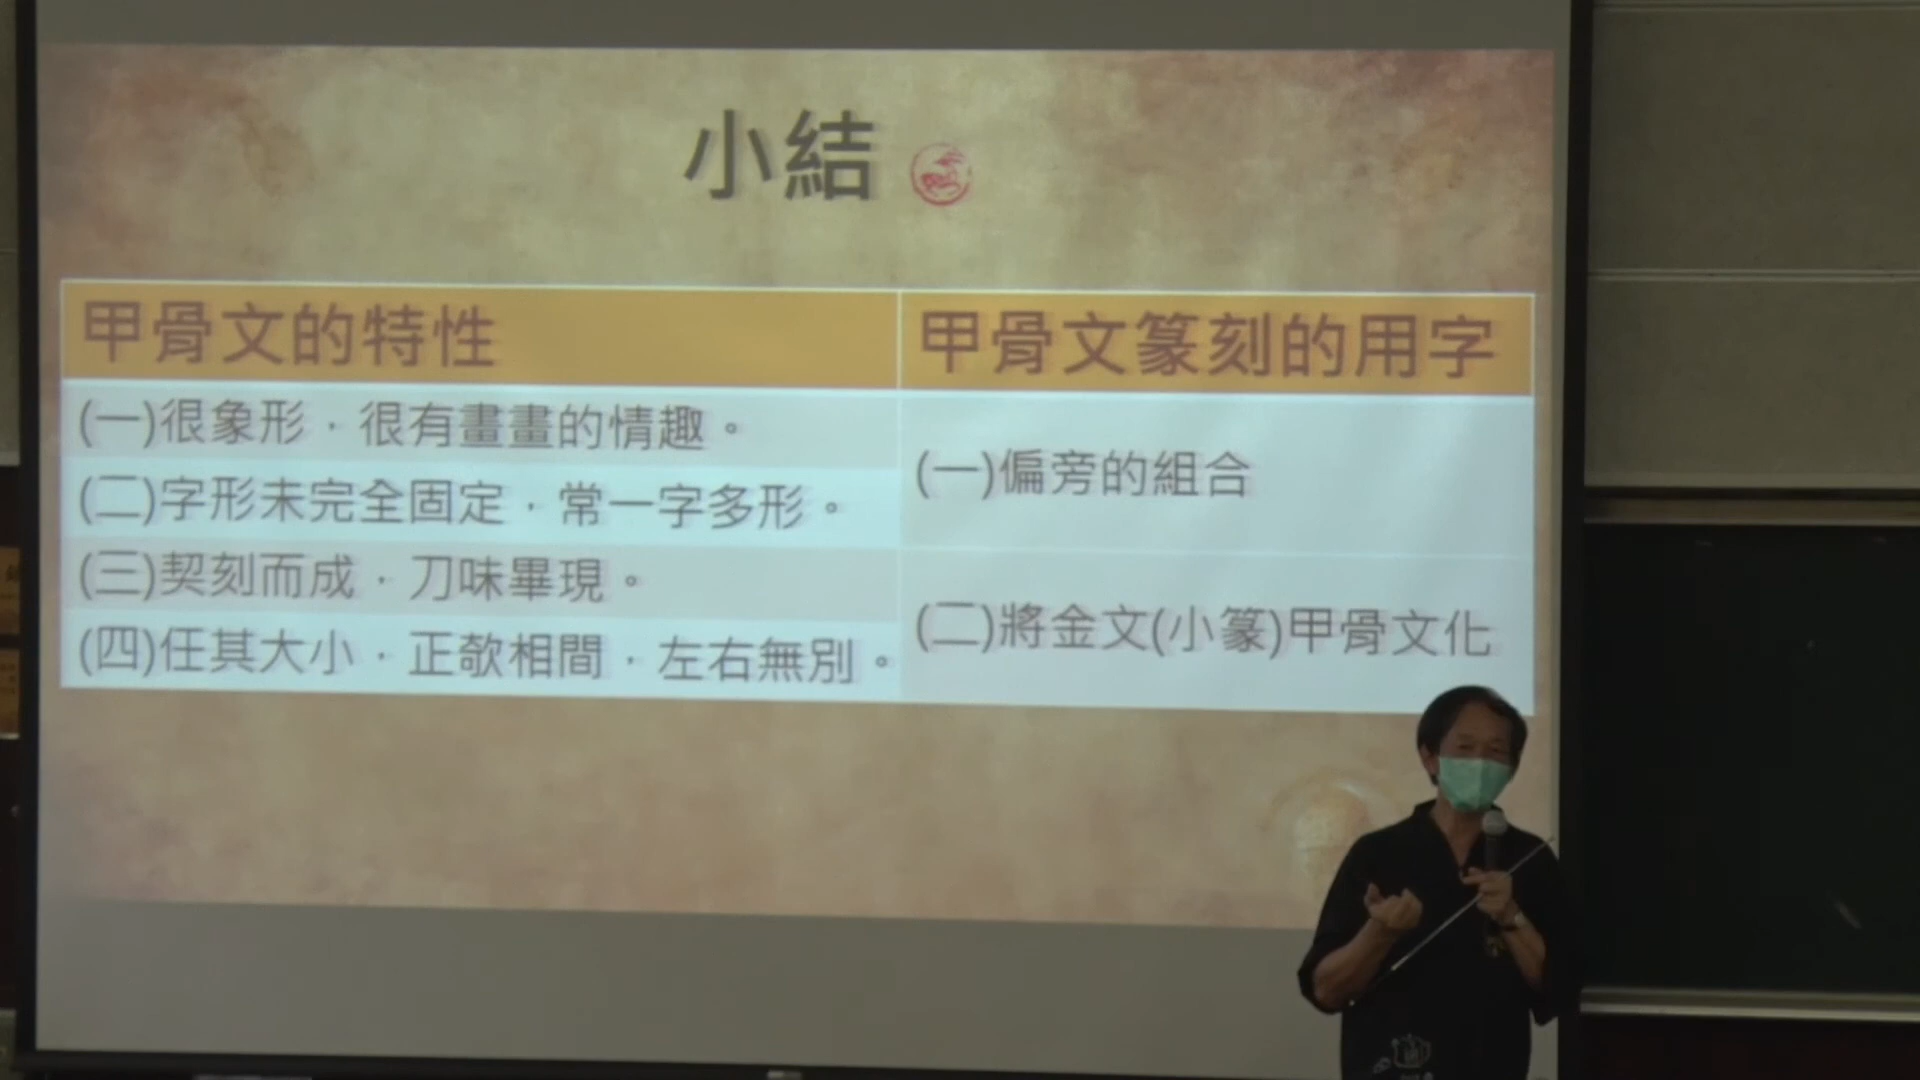 小結
甲骨文的特性
甲骨文篆刻的用字
(一)很象形，很有畫畫的情趣。
(二)字形未完全固定，常一字多形。
(三)契刻而成，刀味畢現。
(四)任其大小，正欹相間，左右無別。
(一)偏旁的組合
(二)將金文(小篆)甲骨文化